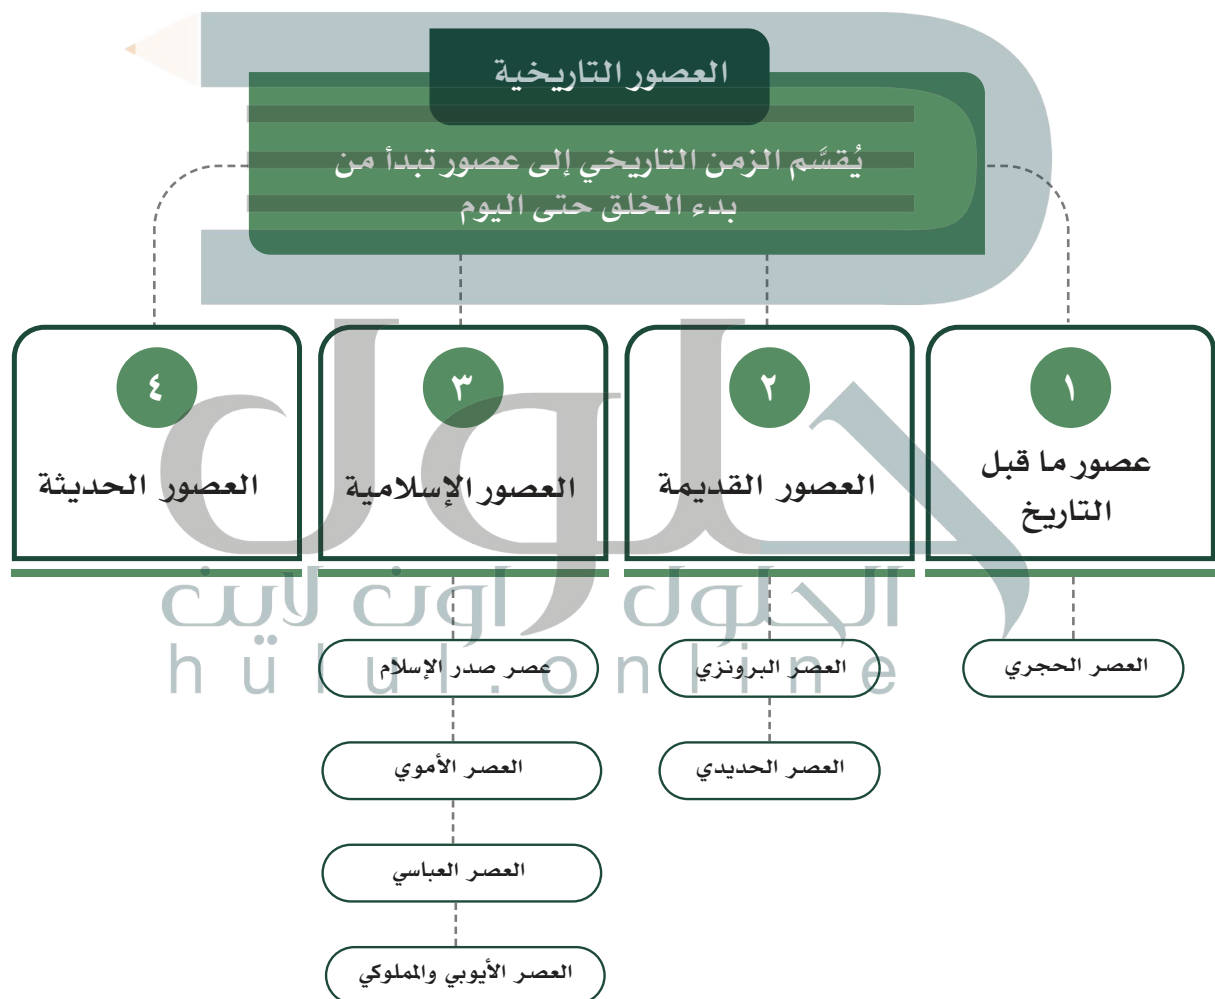 العصور التاريخية
يُقسَّم الزمن التاريخي إلى عصور تبدأ من
بدء الخلق حتى اليوم
١
عصور ما قبل
التاريخ
العصر الحجري
٢
العصور القديمة
العصر البرونزي
العصر الحديدي
٣
العصور الإسلامية
عصر صدر الإسلام
العصر الأموي
العصر العباسي
العصر الأيوبي والمملوكي
٤
العصور الحديثة
حلول
الحلول اون لاين
hülul.online